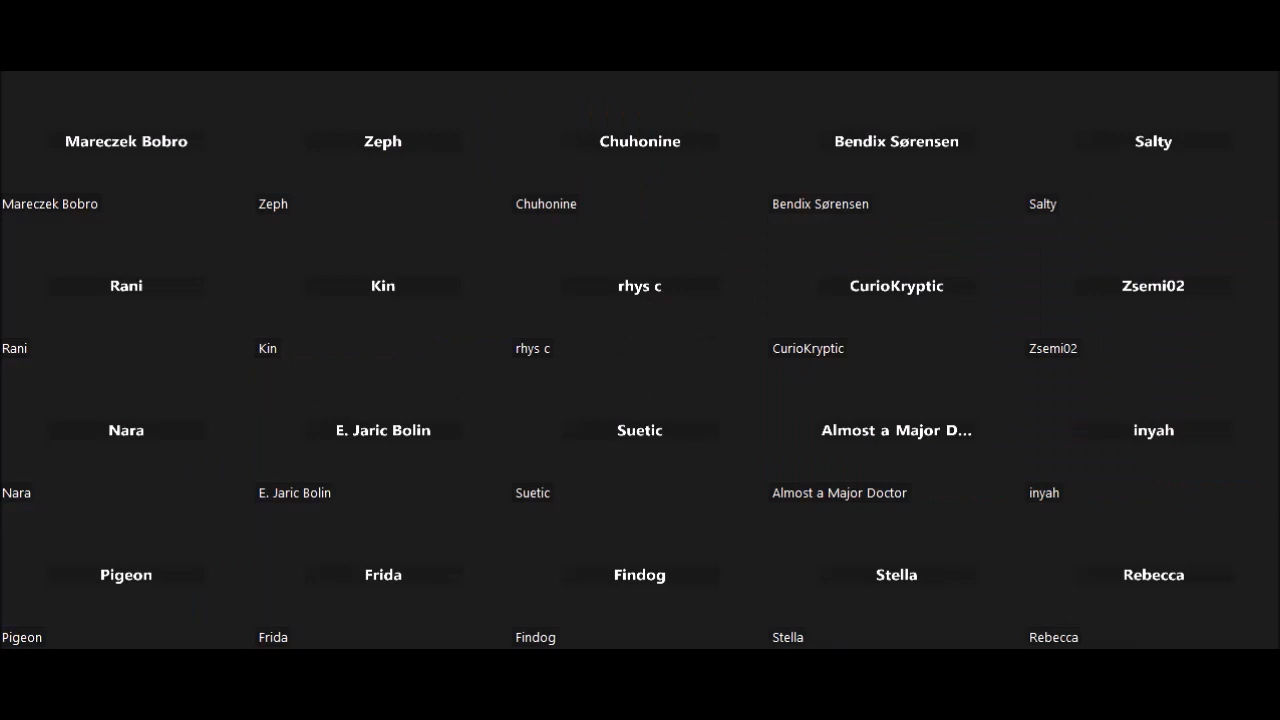 Mareczek Bobro
Zeph
Chuhonine
Bendix Sørensen
Salty
Mareczek Bobro
Zeph
Chuhonine
Bendix Sørensen
Salty
Rani
Kin
rhys c
CurioKryptic
Zsemi02
Rani
Kin
rhys c
CurioKryptic
Zsemi02
Nara
E. Jaric Bolin
Suetic
Almost a Major D...
inyah
Nara
E. Jaric Bolin
Suetic
Almost a Major Doctor
inyah
Pigeon
Frida
Findog
Stella
Rebecca
Pigeon
Frida
Findog
Stella
Rebecca